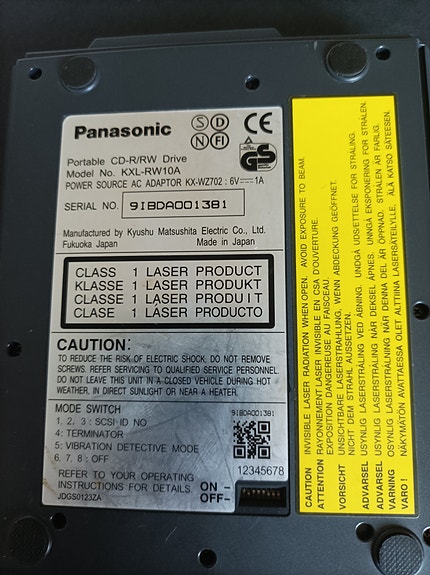 Panasonic
S D N FI
CE
GS
Portable CD-R/RW Drive
Model No. KXL-RW10A
POWER SOURCE AC ADAPTOR KX-WZ702 : 6V 1A
SERIAL NO. 9IBDA001381
Manufactured by Kyushu Matsushita Electric Co., Ltd.
Fukuoka Japan Made in Japan
CLASS 1 LASER PRODUCT
KLASSE 1 LASER PRODUKT
CLASSE 1 LASER PRODUIT
CLASE 1 LASER PRODUCTO
CAUTION:
TO REDUCE THE RISK OF ELECTRIC SHOCK, DO NOT REMOVE
SCREWS. REFER SERVICING TO QUALIFIED SERVICE PERSONNEL.
DO NOT LEAVE THIS UNIT IN A CLOSED VEHICLE DURING HOT
WEATHER, IN DIRECT SUNLIGHT OR NEAR A HEATER.
MODE SWITCH
1, 2, 3 : SCSI ID NO
4 : TERMINATOR
5 : VIBRATION DETECTIVE MODE
6, 7, 8 : OFF
9IBDA001381
12345678
REFER TO YOUR OPERATING
INSTRUCTIONS FOR DETAILS.
ON -
OFF-
JDGS0123ZA
CAUTION INVISIBLE LASER RADIATION WHEN OPEN. AVOID EXPOSURE TO BEAM.
ATTENTION RAYONNEMENT LASER INVISIBLE EN CSA D'OUVERTURE.
EXPOSITION DANGEREUSE AU FAISCEAU.
VORSICHT UNSICHTBARE LASERSTRAHLUNG, WENN ABDECKUNG GEÖFFNET.
NICHT DEM STRAHL AUSSETZEN.
ADVARSEL USYNLIG LASERSTRÅLING VED ÅBNING. UNDGÅ UDSÆTTELSE FOR STRÅLING.
ADVARSEL USYNLIG LASERSTRÅLING NÅR DEKSEL ÅPNES. UNNGÅ EKSPONERING FOR STRÅLEN.
VARNING OSYNLIG LASERSTRÅLNING NÄR DENNA DEL ÄR ÖPPNAD. STRÅLEN ÄR FARLIG.
VARO ! NÄKYMÄTÖN AVATTAESSA OLET ALTTIINA LASERSÄTEILYLLE. ÄLÄ KATSO SÄTEESEN.